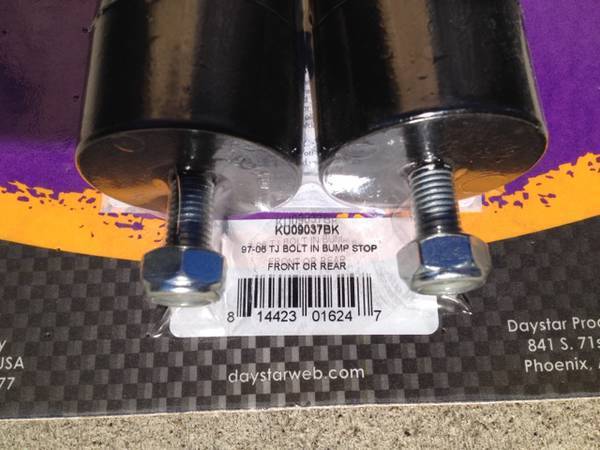 KU09037BK
97-06 TJ BOLT IN BUMP STOP
FRONT OR REAR
8 14423 01624 7
Daystar Prod
841 S. 71s
Phoenix, A
y
USA
77
daystarweb.com